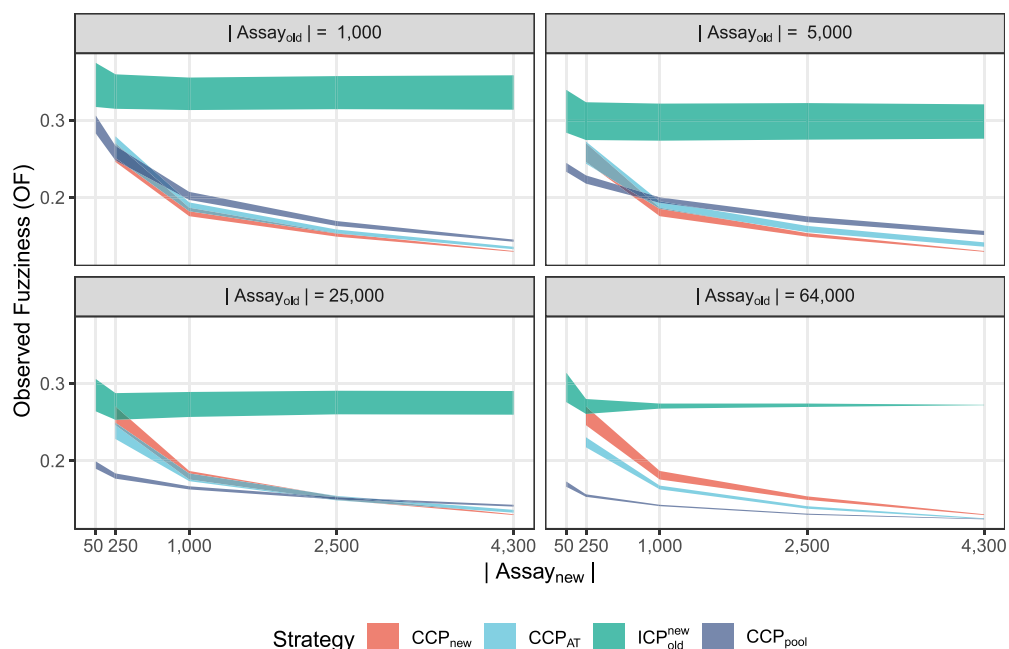 | Assay_old | = 1,000
| Assay_old | = 5,000
0.3
0.2
| Assay_old | = 25,000
| Assay_old | = 64,000
0.3
0.2
Observed Fuzziness (OF)
50 250 1,000 2,500 4,300
50 250 1,000 2,500 4,300
| Assay_new |
Strategy CCP_new CCP_AT ICP_old^new CCP_pool